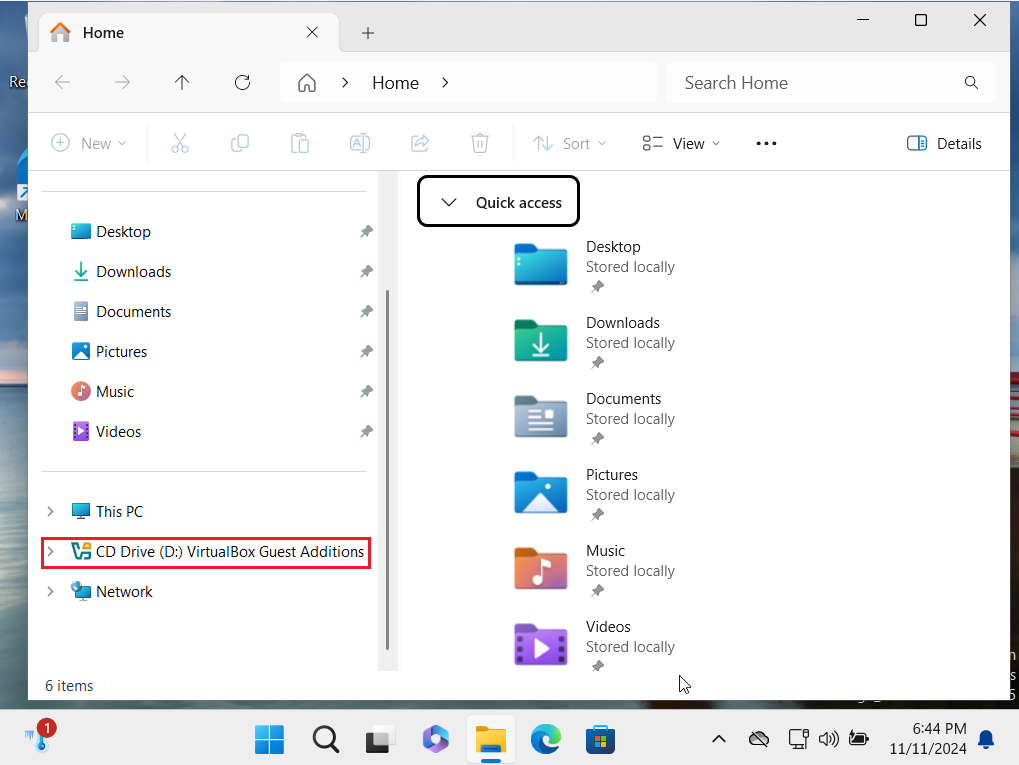 Home
Home
Search Home
New
Sort
View
Details
Re
M
Desktop
Downloads
Documents
Pictures
Music
Videos
This PC
CD Drive (D:) VirtualBox Guest Additions
Network
Quick access
Desktop
Stored locally
Downloads
Stored locally
Documents
Stored locally
Pictures
Stored locally
Music
Stored locally
Videos
Stored locally
6 items
1
6:44 PM
11/11/2024